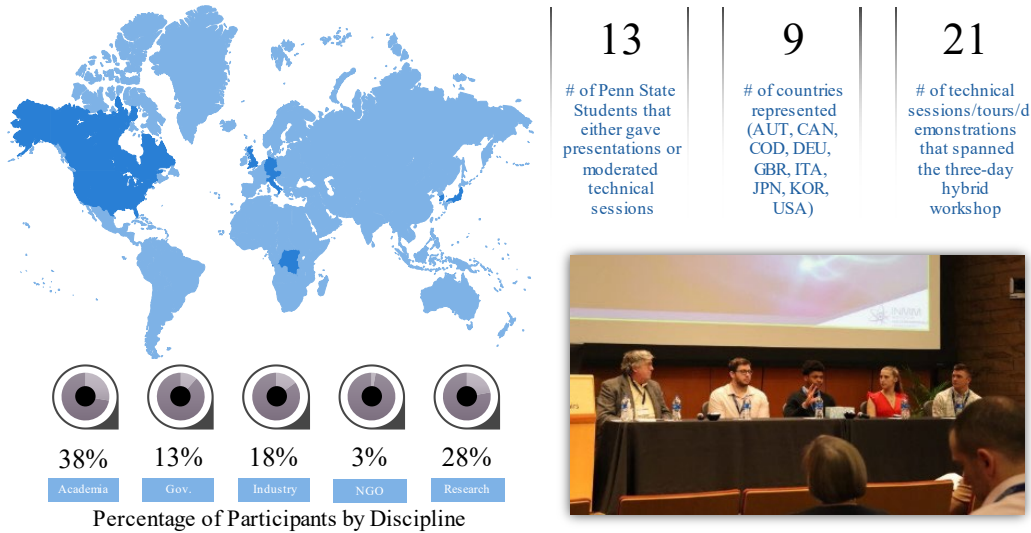 13
# of Penn State
Students that
either gave
presentations or
moderated
technical
sessions
9
# of countries
represented
(AUT, CAN,
COD, DEU,
GBR, ITA,
JPN, KOR,
USA)
21
# of technical
sessions/tours/d
emonstrations
that spanned
the three-day
hybrid
workshop
INMM
38%
13%
18%
3%
28%
Academia
Gov.
Industry
NGO
Research
Percentage of Participants by Discipline